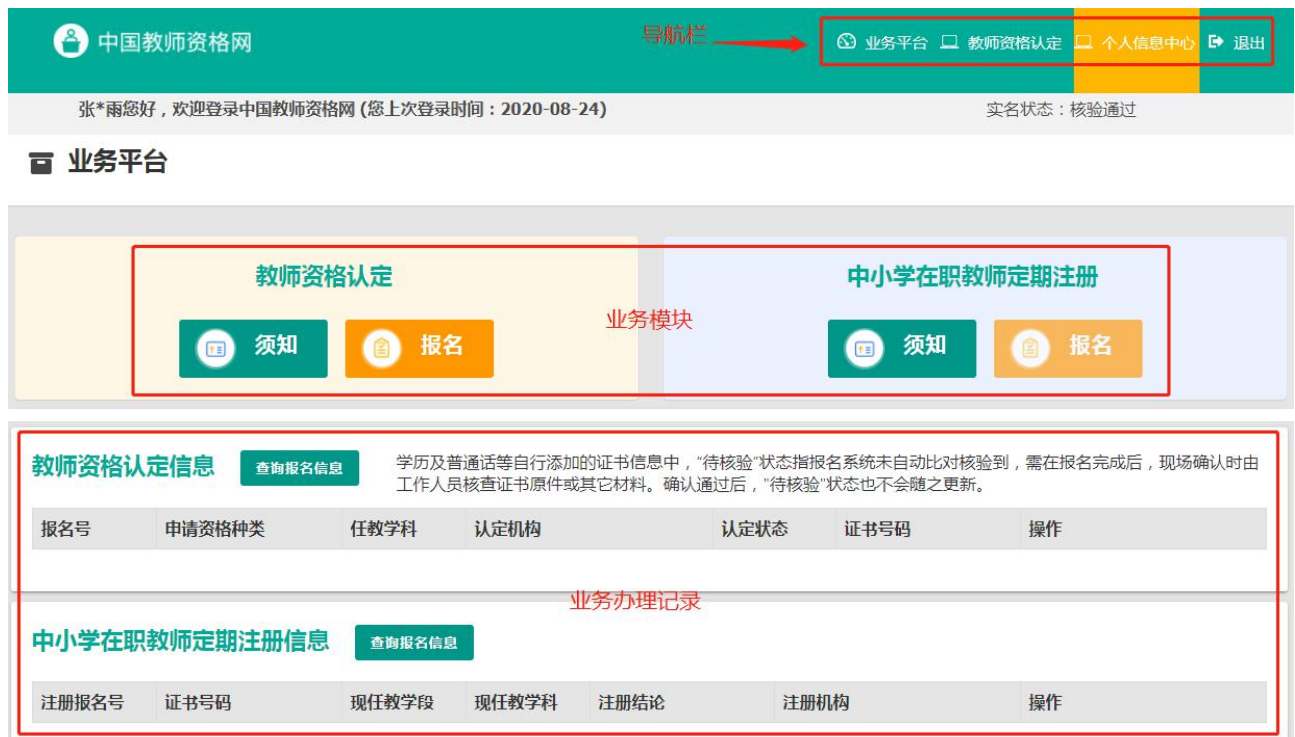 中国教师资格网
导航栏
业务平台 教师资格认定 个人信息中心 退出
张*雨您好，欢迎登录中国教师资格网 (您上次登录时间：2020-08-24)
实名状态：核验通过
业务平台
教师资格认定
须知 报名
业务模块
中小学在职教师定期注册
须知 报名
教师资格认定信息 查询报名信息
学历及普通话等自行添加的证书信息中，"待核验"状态指报名系统未自动比对核验到，需在报名完成后，现场确认时由
工作人员核查证书原件或其它材料。确认通过后，"待核验"状态也不会随之更新。
报名号 申请资格种类 任教学科 认定机构 认定状态 证书号码 操作
业务办理记录
中小学在职教师定期注册信息 查询报名信息
注册报名号 证书号码 现任教学段 现任教学科 注册结论 注册机构 操作